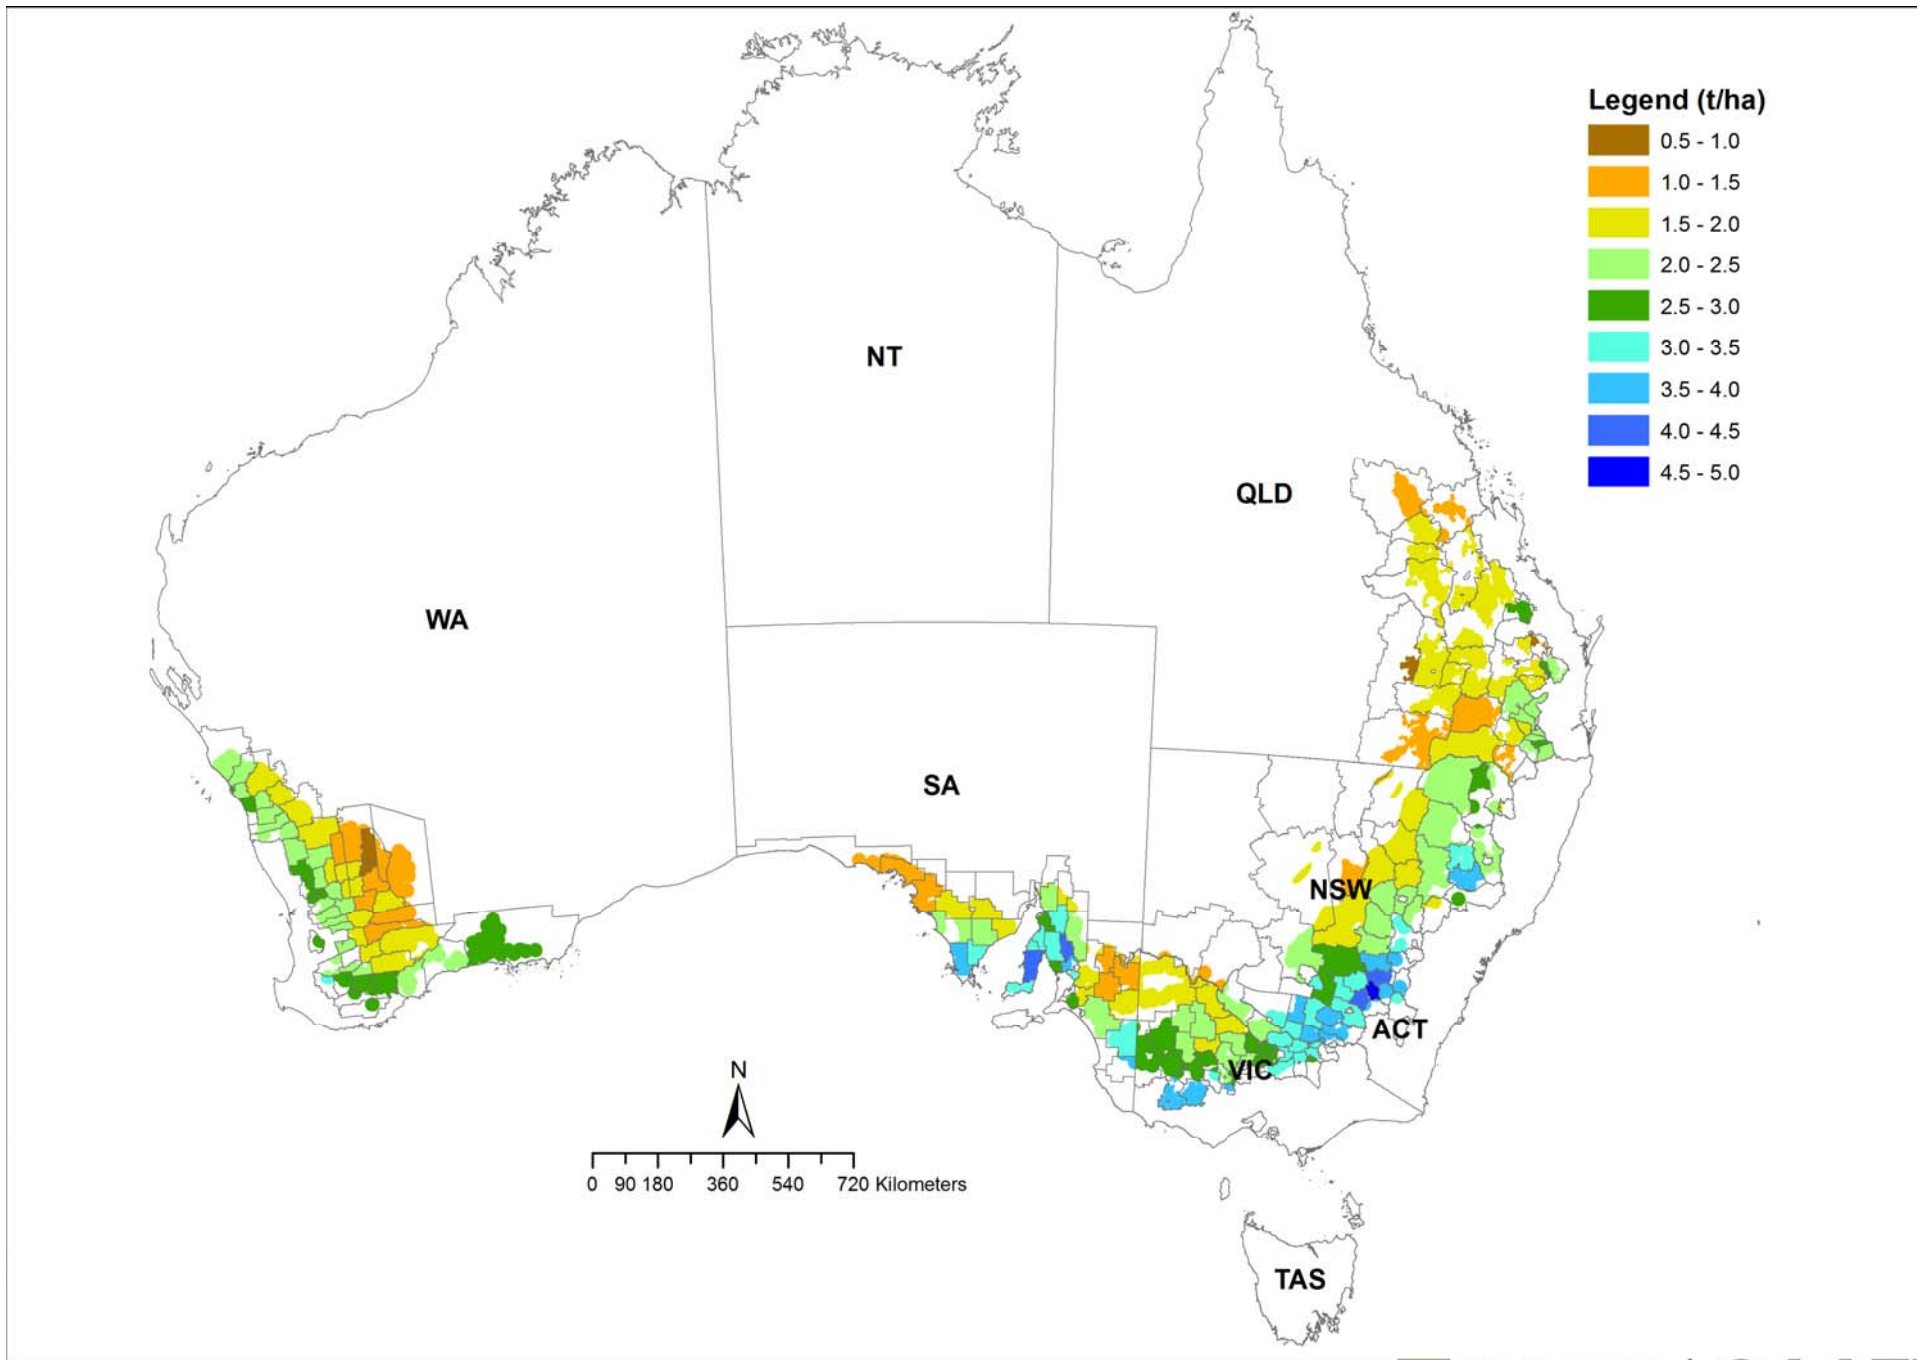 Legend (t/ha)
0.5 - 1.0
1.0 - 1.5
1.5 - 2.0
2.0 - 2.5
2.5 - 3.0
3.0 - 3.5
3.5 - 4.0
4.0 - 4.5
4.5 - 5.0
NT
QLD
WA
SA
NSW
ACT
VIC
N
0 90 180 360 540 720 Kilometers
TAS